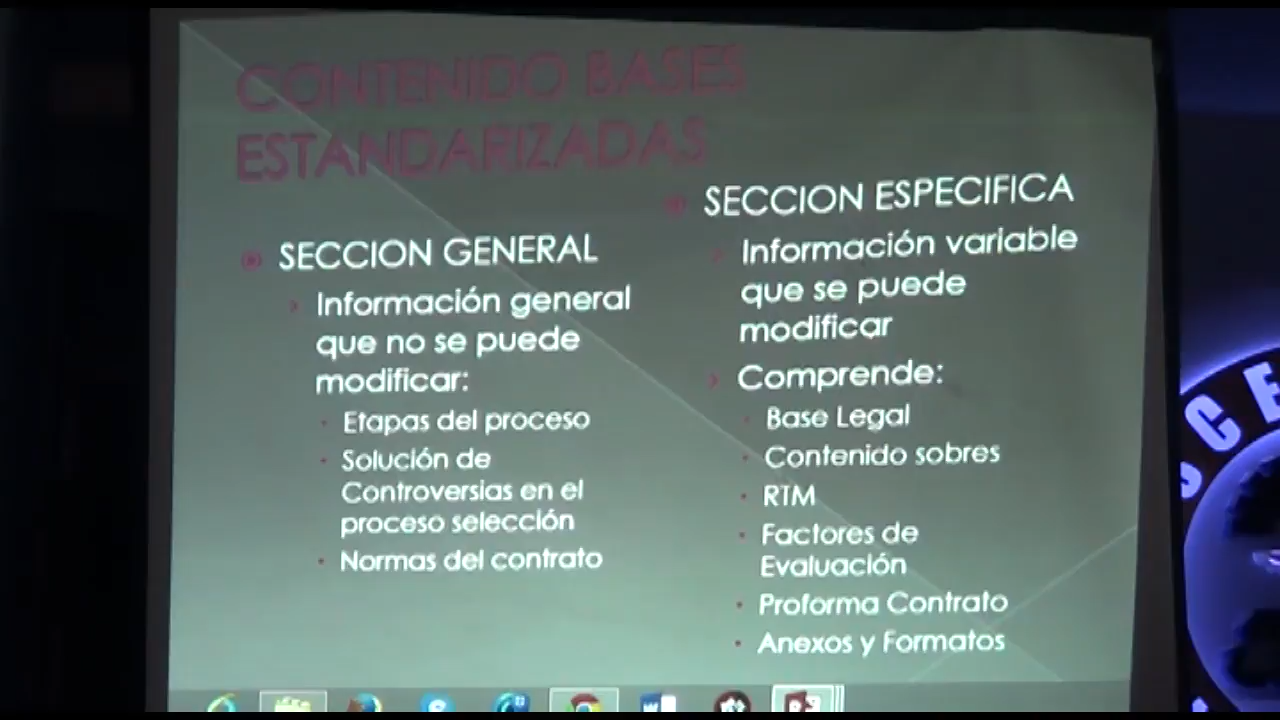 CONTENIDO BASES
ESTANDARIZADAS
SECCION GENERAL
Información general
que no se puede
modificar:
Etapas del proceso
Solución de
Controversias en el
proceso selección
Normas del contrato
SECCION ESPECIFICA
Información variable
que se puede
modificar
Comprende:
Base Legal
Contenido sobres
RTM
Factores de
Evaluación
Proforma Contrato
Anexos y Formatos
SCE